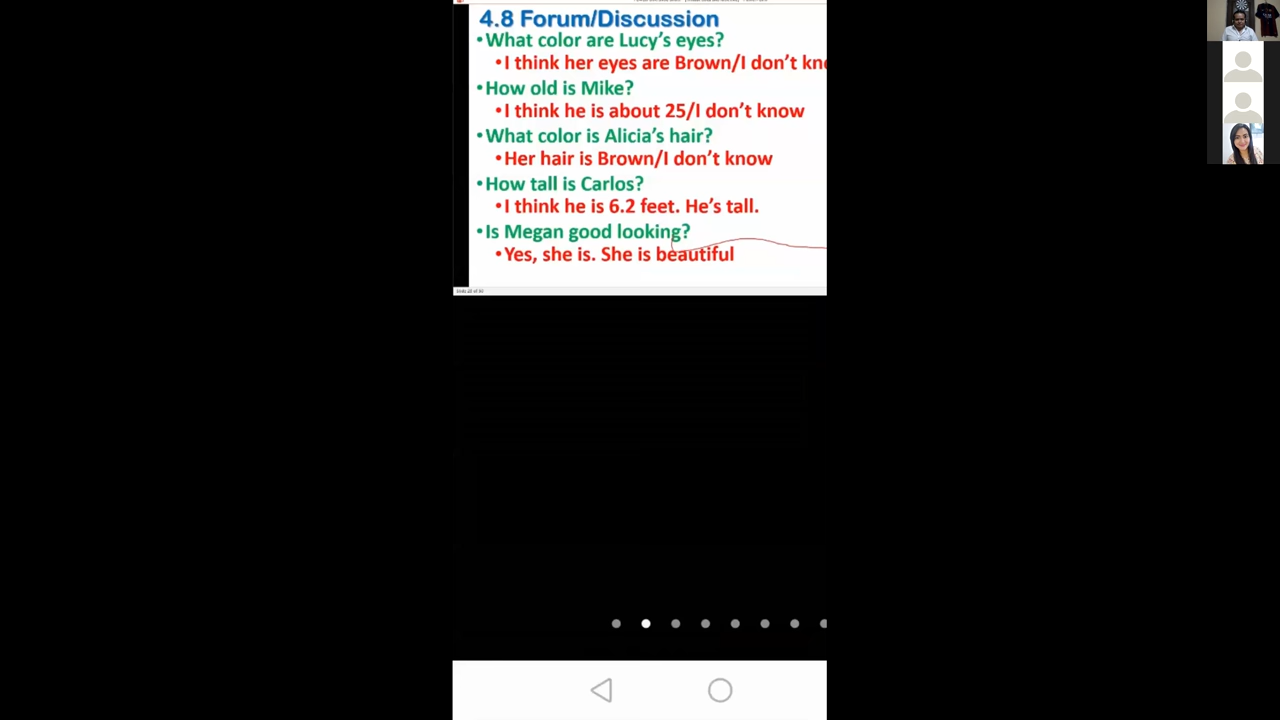 4.8 Forum/Discussion
•What color are Lucy’s eyes?
•I think her eyes are Brown/I don’t kn
•How old is Mike?
•I think he is about 25/I don’t know
•What color is Alicia’s hair?
•Her hair is Brown/I don’t know
•How tall is Carlos?
•I think he is 6.2 feet. He’s tall.
•Is Megan good looking?
•Yes, she is. She is beautiful